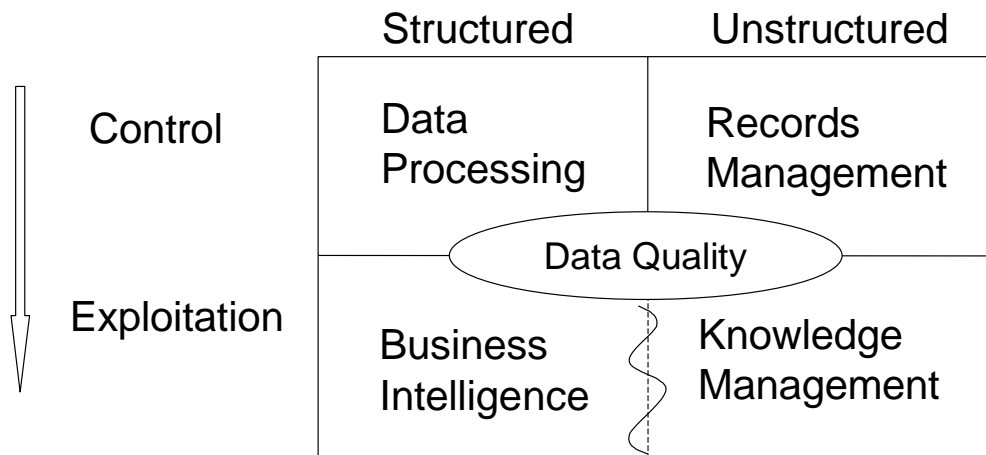 Structured
Unstructured
Control
Data
Processing
Records
Management
Data Quality
Exploitation
Business
Intelligence
Knowledge
Management